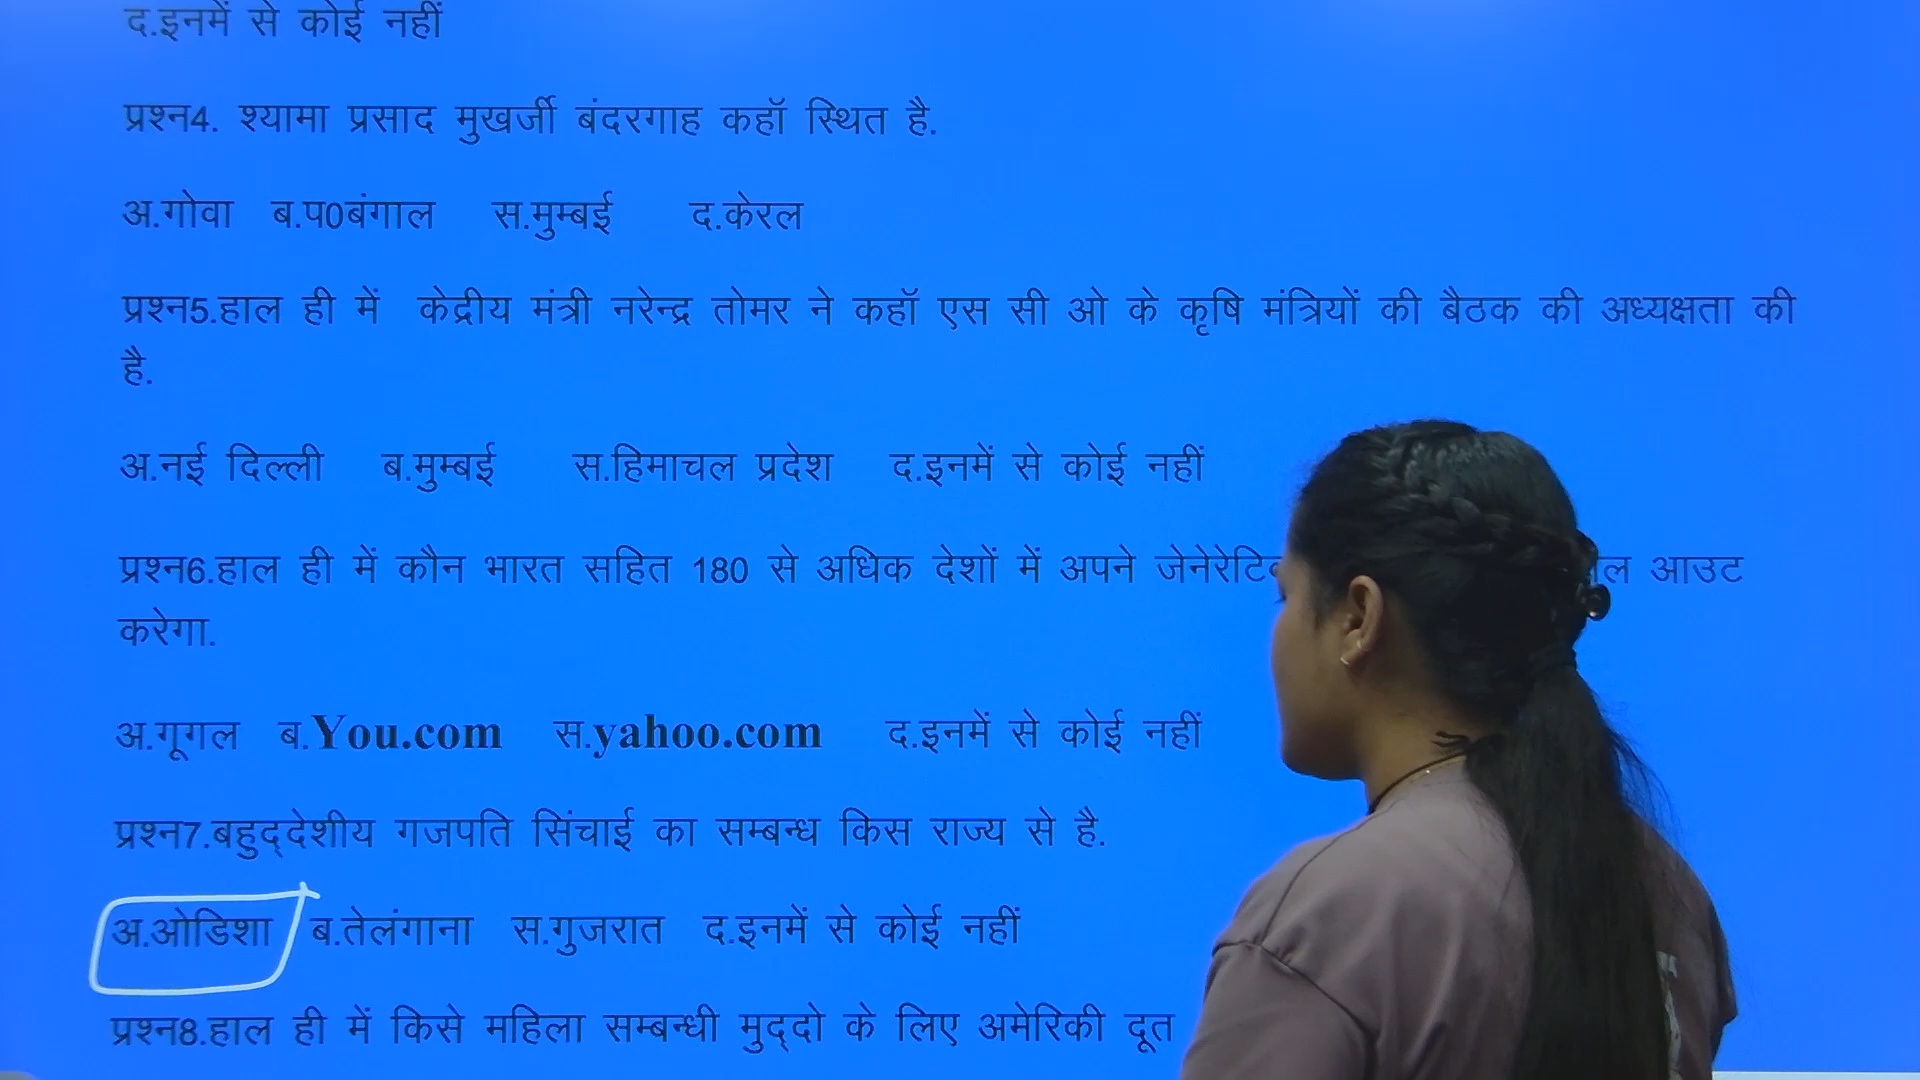 द.इनमें से कोई नहीं
प्रश्न4. श्यामा प्रसाद मुखर्जी बंदरगाह कहॉ स्थित है.
अ.गोवा ब.प0बंगाल स.मुम्बई द.केरल
प्रश्न5.हाल ही में केद्रीय मंत्री नरेन्द्र तोमर ने कहॉ एस सी ओ के कृषि मंत्रियों की बैठक की अध्यक्षता की
है.
अ.नई दिल्ली ब.मुम्बई स.हिमाचल प्रदेश द.इनमें से कोई नहीं
प्रश्न6.हाल ही में कौन भारत सहित 180 से अधिक देशों में अपने आउट
करेगा.
अ.गूगल ब.You.com स.yahoo.com द.इनमें से कोई नहीं
प्रश्न7.बहुद्देशीय गजपति सिंचाई का सम्बन्ध किस राज्य से है.
अ.ओडिशा ब.तेलंगाना स.गुजरात द.इनमें से कोई नहीं
प्रश्न8.हाल ही में किसे महिला सम्बन्धी मुद्दो के लिए अमेरिकी दूत